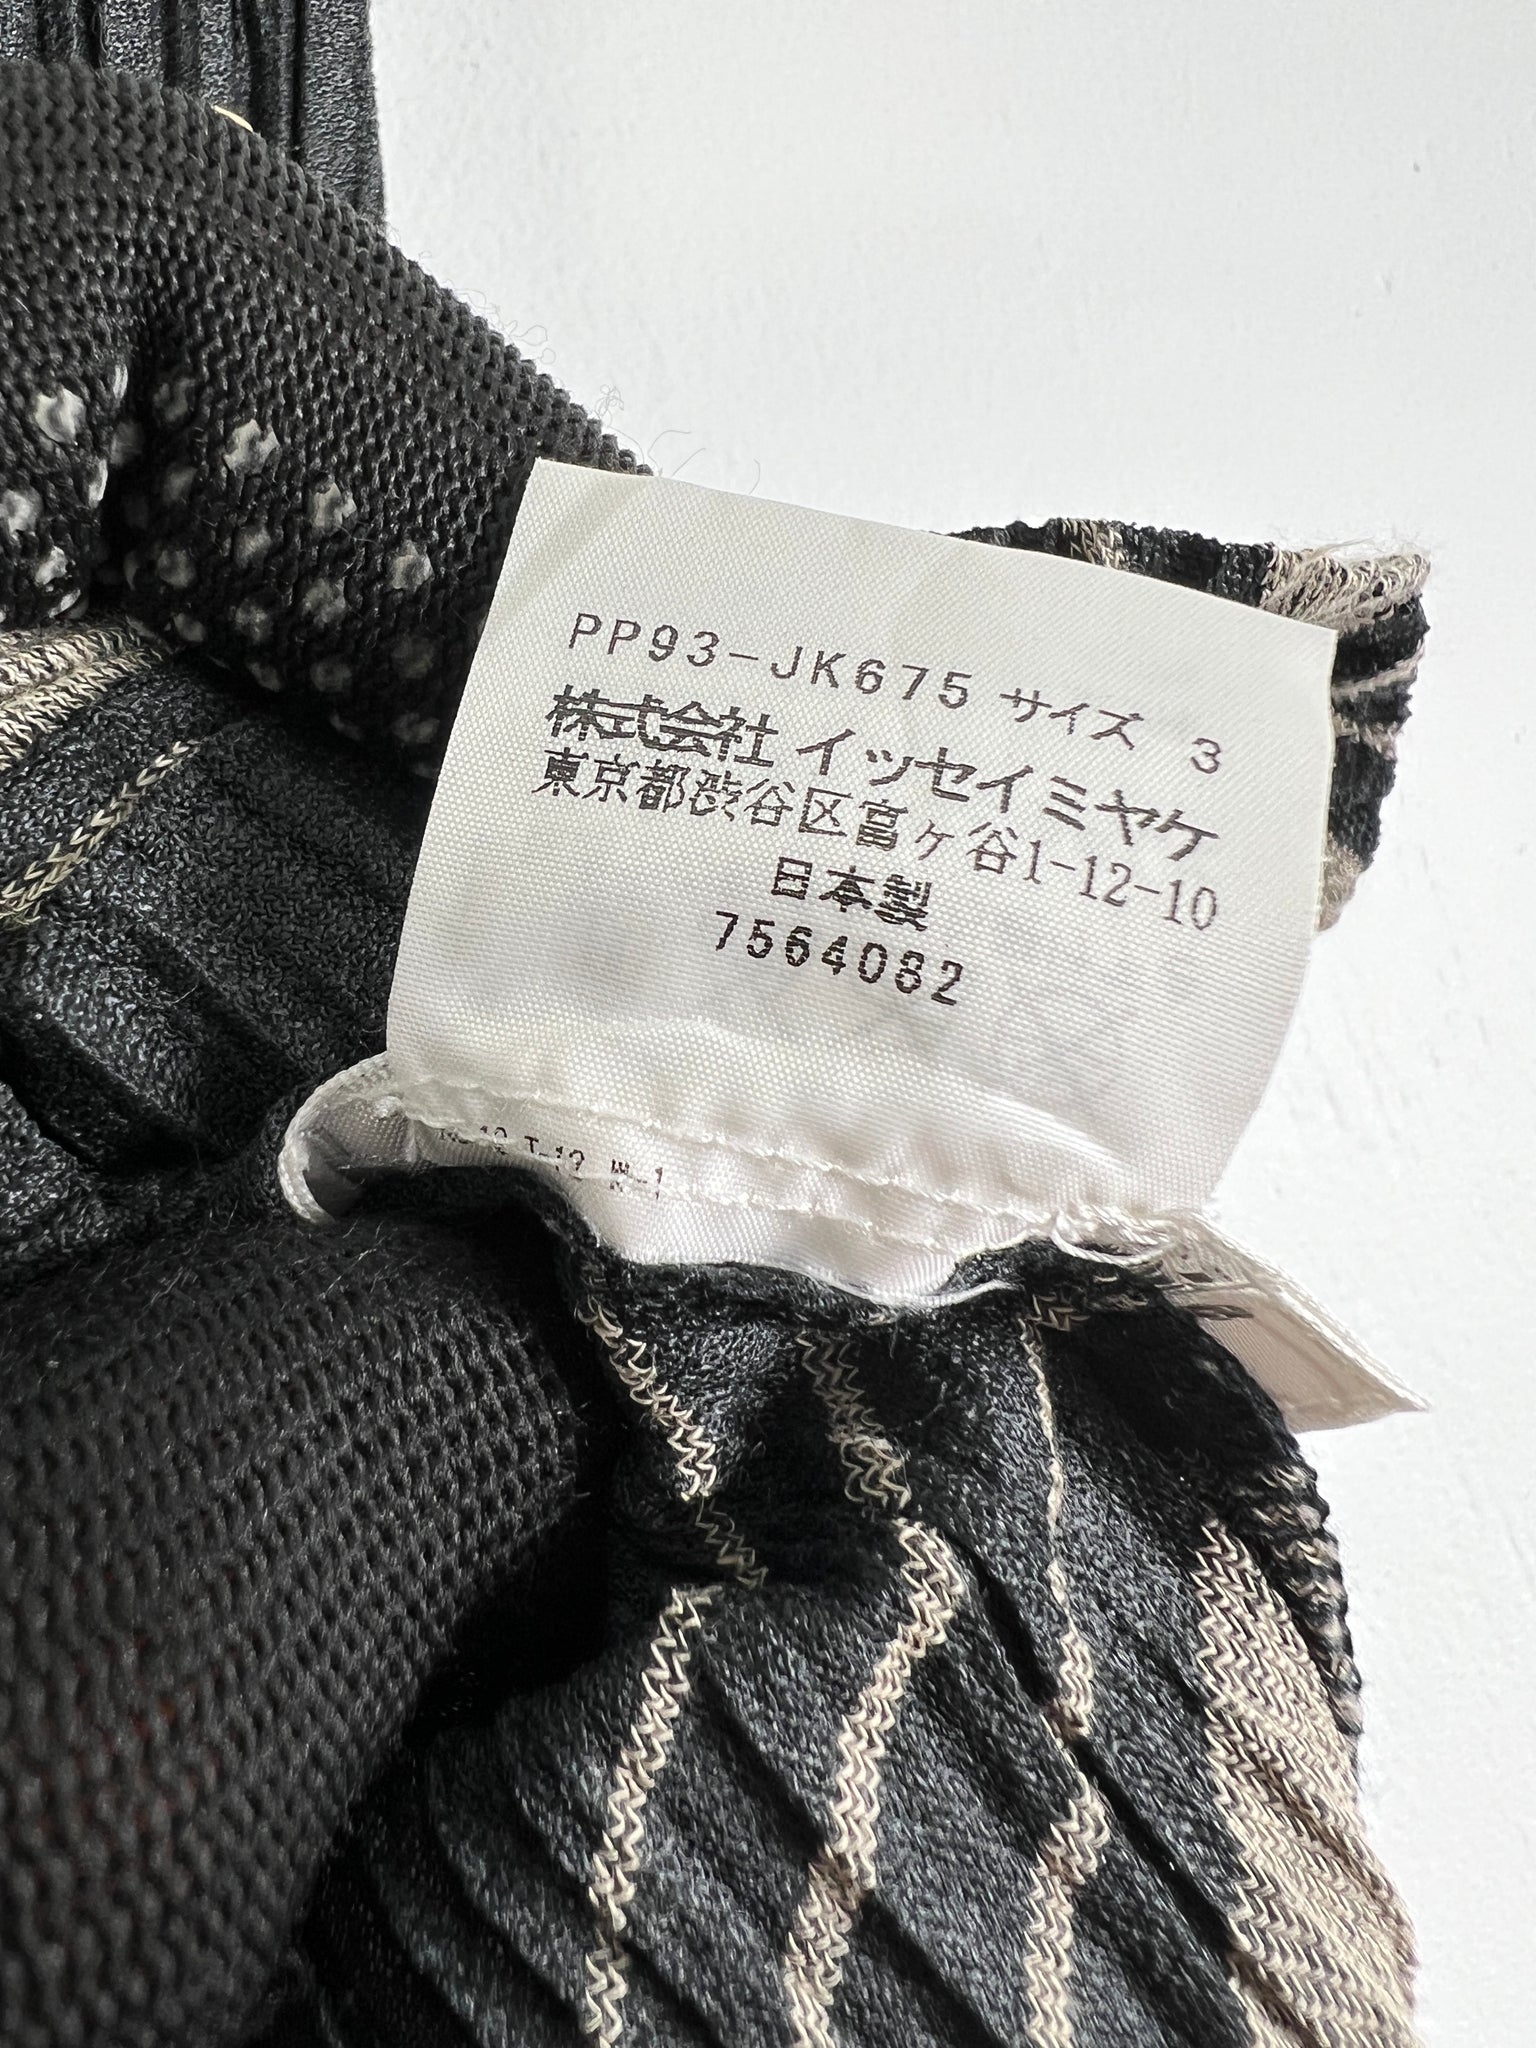 PP93-JK675 サイズ 3
株式会社 イッセイミヤケ
東京都渋谷区富ヶ谷1-12-10
日本製
7564082